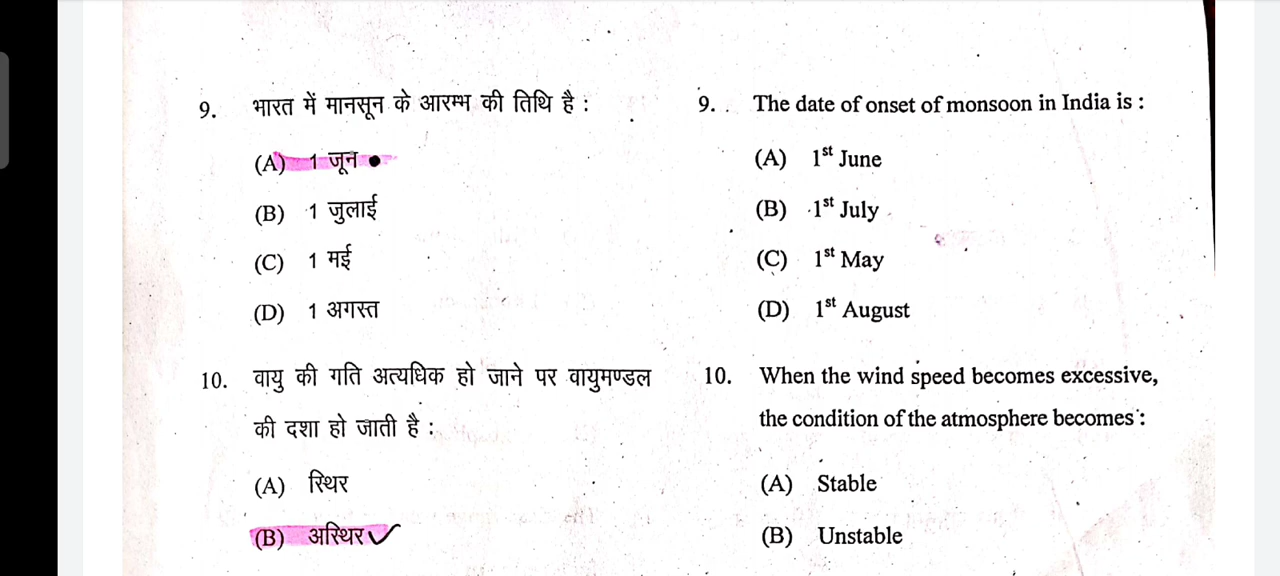 9. भारत में मानसून के आरम्भ की तिथि है :
(A) 1 जून
(B) 1 जुलाई
(C) 1 मई
(D) 1 अगस्त
10. वायु की गति अत्यधिक हो जाने पर वायुमण्डल
की दशा हो जाती है :
(A) स्थिर
(B) अस्थिर
9. The date of onset of monsoon in India is :
(A) 1st June
(B) 1st July
(C) 1st May
(D) 1st August
10. When the wind speed becomes excessive,
the condition of the atmosphere becomes :
(A) Stable
(B) Unstable